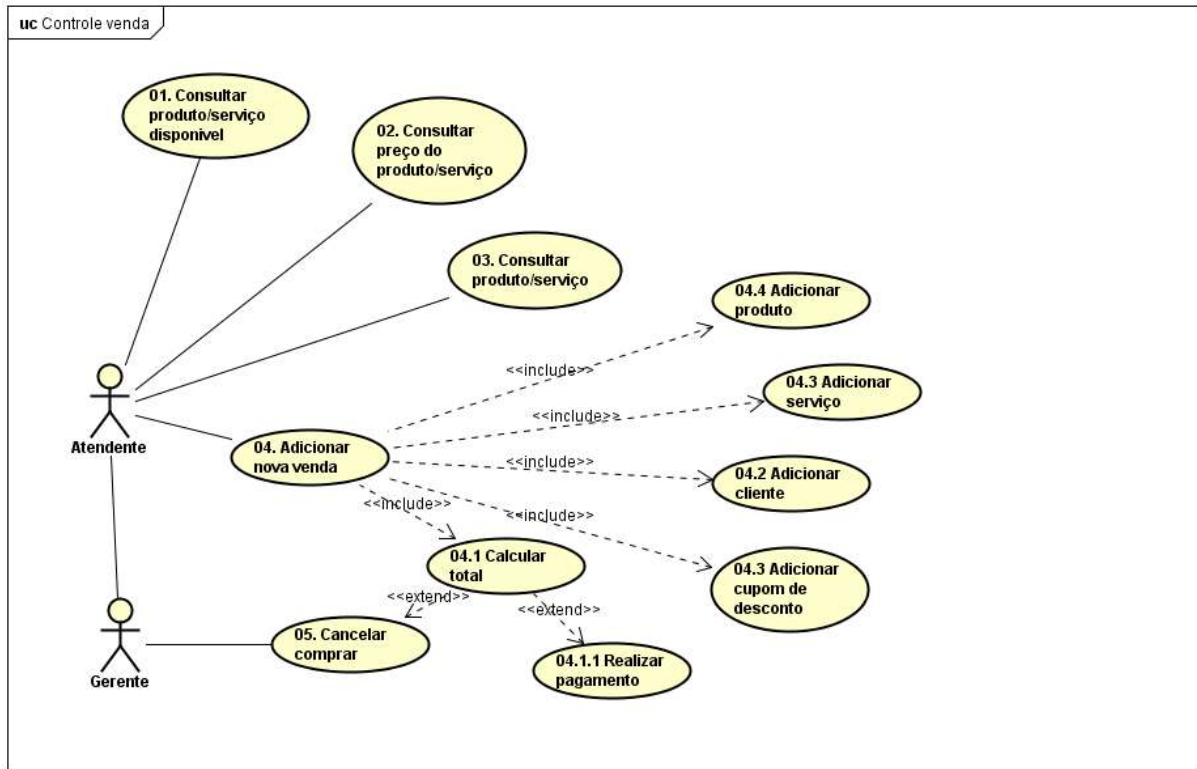 uc Controle venda
01. Consultar
produto/serviço
disponivel
02. Consultar
preço do
produto/serviço
03. Consultar
produto/serviço
04.4 Adicionar
produto
<<include>>
04.3 Adicionar
serviço
<<include>>
Atendente
04. Adicionar
nova venda
<<include>>
04.2 Adicionar
cliente
<<include>>
<<include>>
04.1 Calcular
total
04.3 Adicionar
cupom de
desconto
<<extend>>
<<extend>>
05. Cancelar
comprar
04.1.1 Realizar
pagamento
Gerente